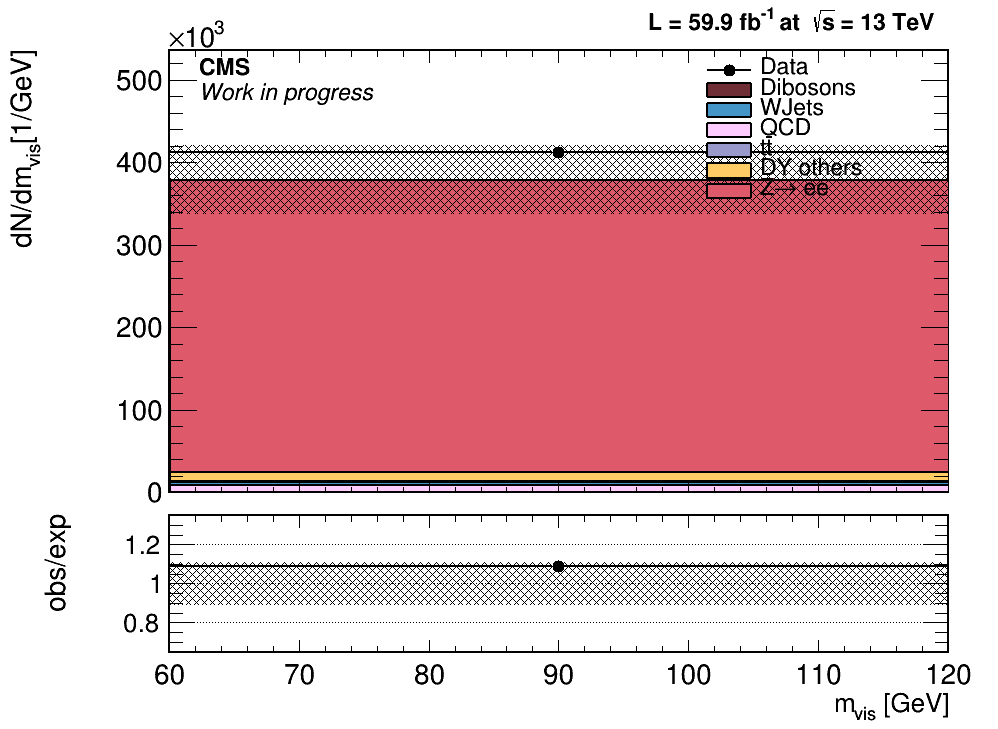 L = 59.9 fb⁻¹ at √s = 13 TeV
×10³
CMS
Work in progress
dN/dm_vis[1/GeV]
500
400
300
200
100
0
Data
Dibosons
WJets
QCD
tt̄
DY others
Z→ ee
obs/exp
1.2
1
0.8
60 70 80 90 100 110 120
m_vis [GeV]